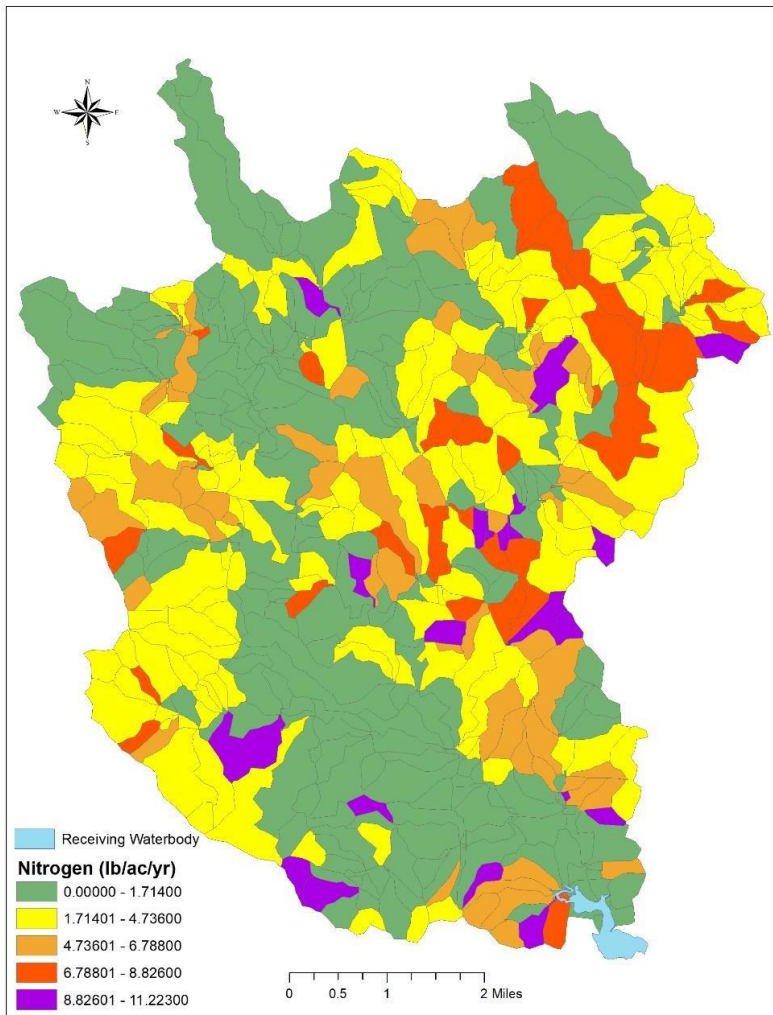 N
W E
S
Receiving Waterbody
Nitrogen (lb/ac/yr)
0.00000 - 1.71400
1.71401 - 4.73600
4.73601 - 6.78800
6.78801 - 8.82600
8.82601 - 11.22300
0 0.5 1 2 Miles